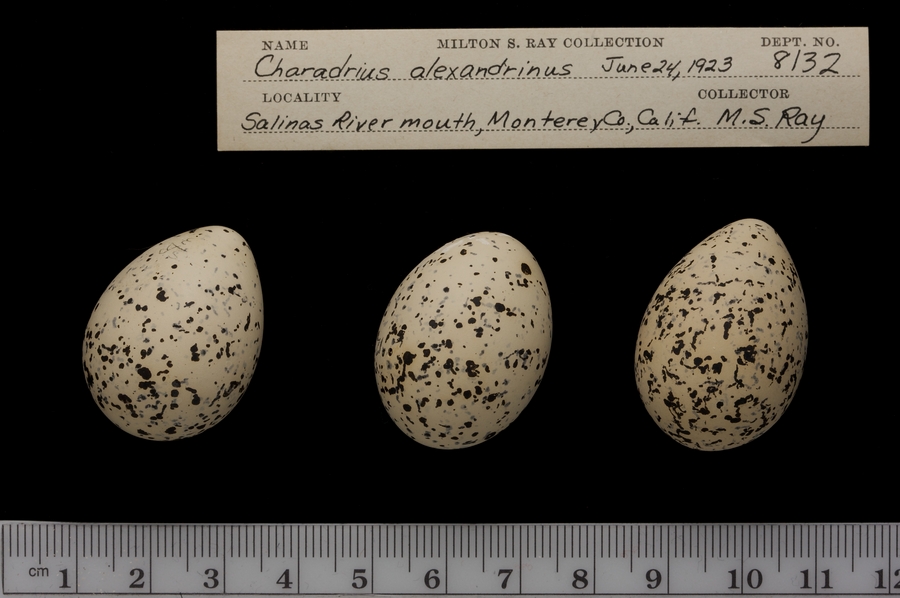 NAME MILTON S. RAY COLLECTION DEPT. NO.
Charadrius alexandrinus June 24, 1923 8132
LOCALITY COLLECTOR
Salinas River mouth, Monterey Co., Calif. M.S. Ray
cm 1 2 3 4 5 6 7 8 9 10 11 12